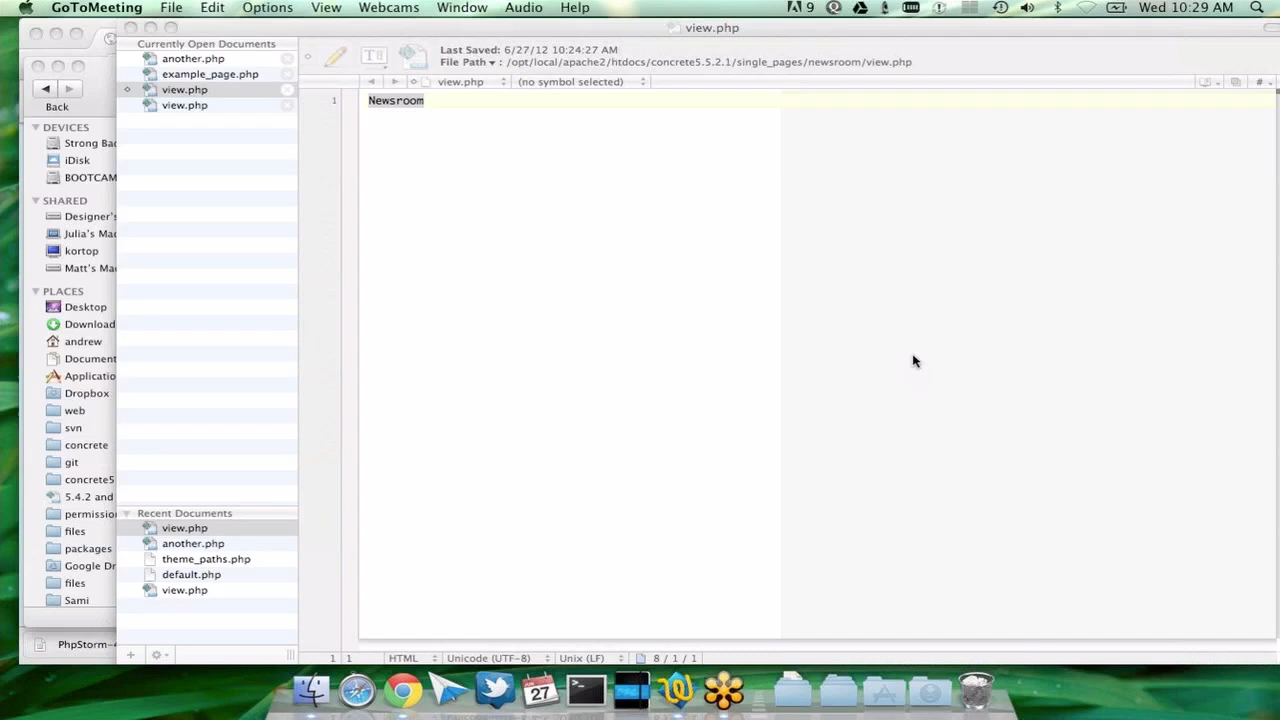 GoToMeeting File Edit Options View Webcams Window Audio Help 9 Wed 10:29 AM
view.php
Currently Open Documents
another.php
example_page.php
view.php
view.php
Last Saved: 6/27/12 10:24:27 AM
File Path : /opt/local/apache2/htdocs/concrete5.5.2.1/single_pages/newsroom/view.php
view.php (no symbol selected) #
1 Newsroom
Back
DEVICES
Strong Bac
iDisk
BOOTCAM
SHARED
Designer's
Julia's Mac
kortop
Matt's Mac
PLACES
Desktop
Download
andrew
Document
Applicatio
Dropbox
web
svn
concrete
git
concrete5
5.4.2 and
permissio
files
packages
Google Dr
files
Sami
PhpStorm-
Recent Documents
view.php
another.php
theme_paths.php
default.php
view.php
1 1 HTML Unicode (UTF-8) Unix (LF) 8 / 1 / 1
JUN
27